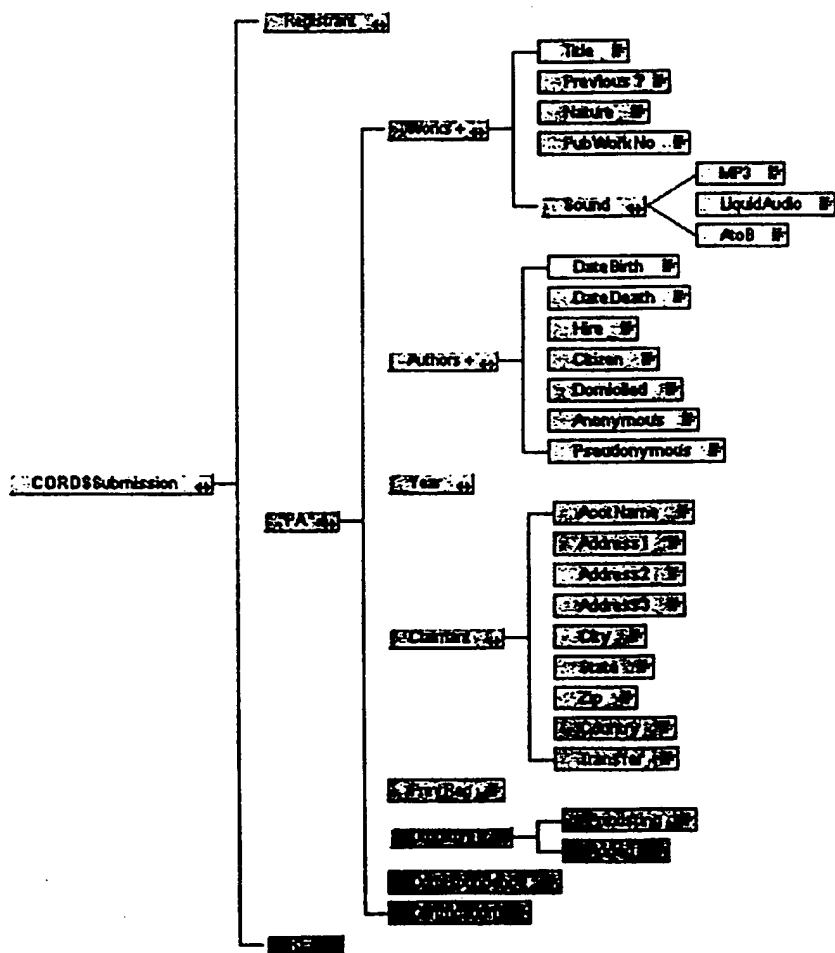 Registrant
Title
Previous ?
Nature
PubWorkNo
Works +
Sound
MP3
LiquidAudio
AtoB
DateBirth
DateDeath
Hire
Citizen
Domiciled
Anonymous
Pseudonymous
Authors +
CORDSSubmission
Year
"PA"
AcctName
Address1
Address2
Address3
City
State
Zip
Country
Transfer
Claimant